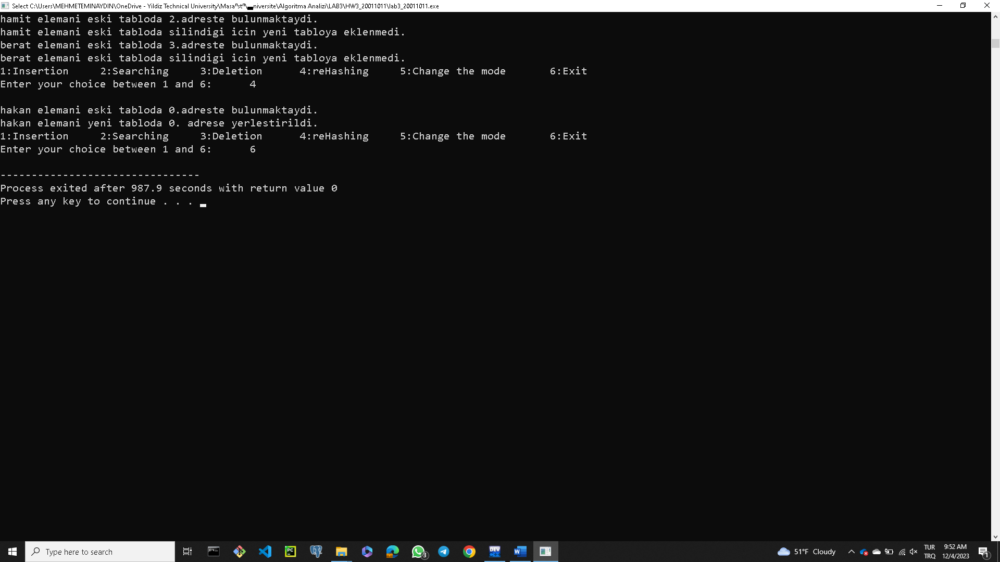 Select C:\Users\MEHMETEMINAYDIN\OneDrive - Yildiz Technical University\Masaⁿstⁿ\▄niversite\Algoritma Analizi\LAB3\HW3_20011011\lab3_20011011.exe
hamit elemani eski tabloda 2.adreste bulunmaktaydi.
hamit elemani eski tabloda silindigi icin yeni tabloya eklenmedi.
berat elemani eski tabloda 3.adreste bulunmaktaydi.
berat elemani eski tabloda silindigi icin yeni tabloya eklenmedi.
1:Insertion 2:Searching 3:Deletion 4:reHashing 5:Change the mode 6:Exit
Enter your choice between 1 and 6: 4
hakan elemani eski tabloda 0.adreste bulunmaktaydi.
hakan elemani yeni tabloda 0. adrese yerlestirildi.
1:Insertion 2:Searching 3:Deletion 4:reHashing 5:Change the mode 6:Exit
Enter your choice between 1 and 6: 6
--------------------------------
Process exited after 987.9 seconds with return value 0
Press any key to continue . . .
Type here to search
PC
3
DEV
W
51°F Cloudy
TUR
TRQ
9:52 AM
12/4/2023
1